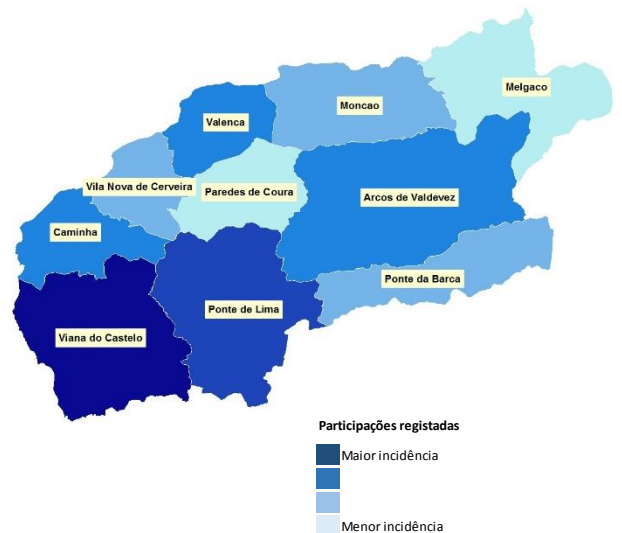 Melgaco
Moncao
Valenca
Vila Nova de Cerveira
Paredes de Coura
Arcos de Valdevez
Caminha
Ponte da Barca
Ponte de Lima
Viana do Castelo
Participações registadas
Maior incidência
Menor incidência